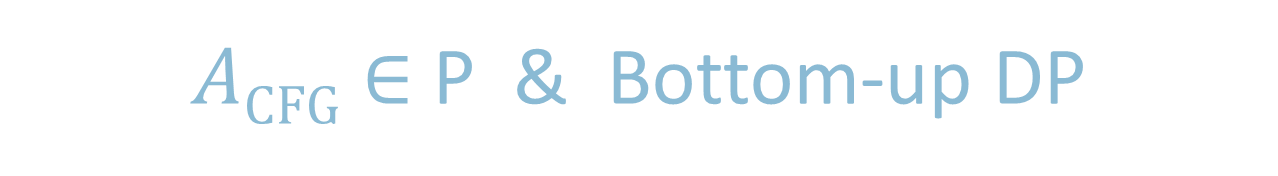 A_CFG ∈ P & Bottom-up DP